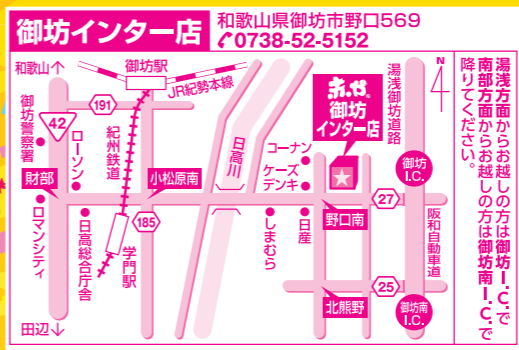 御坊インター店
和歌山県御坊市野口569
0738-52-5152
和歌山↑
御坊駅
JR紀勢本線
191
42
御坊警察署
ローソン
紀州鉄道
財部
小松原南
185
ロマンシティ
日高総合庁舎
学門駅
田辺↓
日高川
コーナン
ケーズ
デンキ
御坊
インター店
湯浅御坊道路
N
御坊
I.C.
27
野口南
しまむら
日産
阪和自動車道
25
北熊野
御坊南
I.C.
湯浅方面からお越しの方は御坊I.C.で
南部方面からお越しの方は御坊南I.C.で
降りてください。